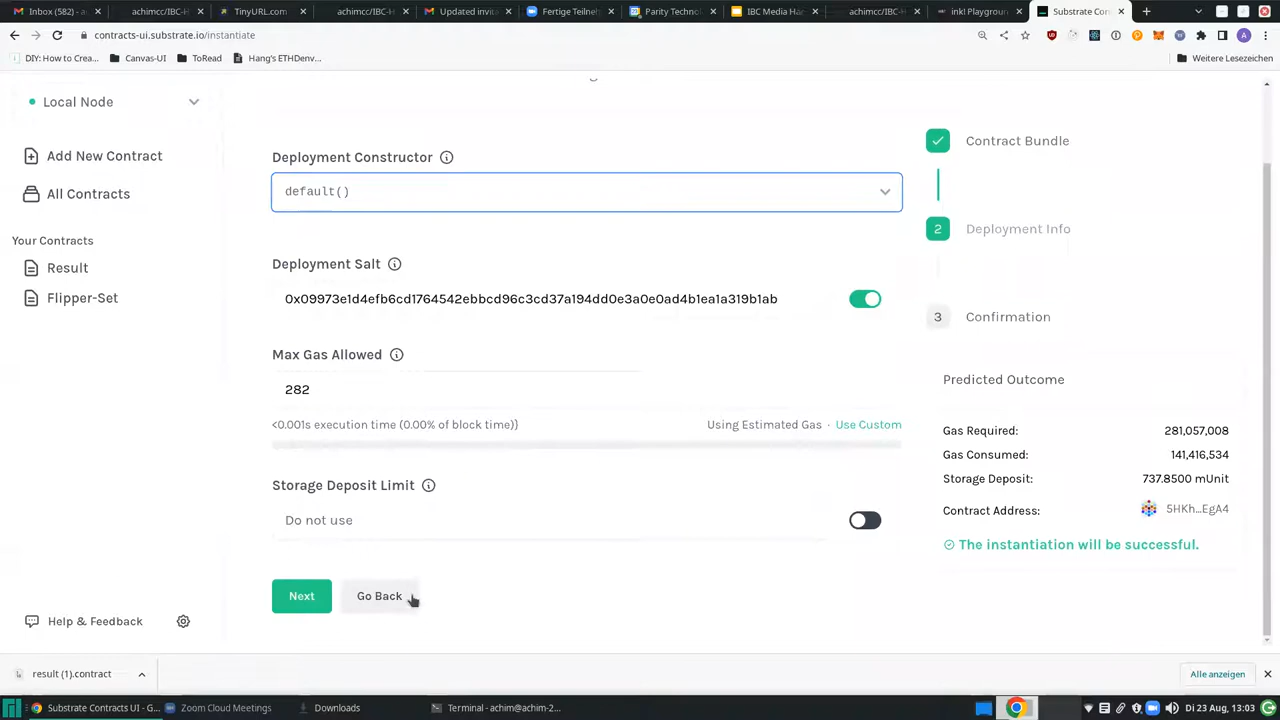 Inbox (582) - a
achimcc/IBC-H
TinyURL.com
achimcc/IBC-H
Updated invita
Fertige Teilneh
Parity Technol
IBC Media Han
achimcc/IBC-H
ink! Playgroun
Substrate Con
contracts-ui.substrate.io/instantiate
DIY: How to Crea...
Canvas-UI
ToRead
Hang's ETHDenv...
Weitere Lesezeichen
Local Node
Add New Contract
All Contracts
Your Contracts
Result
Flipper-Set
Help & Feedback
Deployment Constructor
default()
Deployment Salt
0x09973e1d4efb6cd1764542ebbcd96c3cd37a194dd0e3a0e0ad4b1ea1a319b1ab
Max Gas Allowed
282
<0.001s execution time (0.00% of block time))
Using Estimated Gas · Use Custom
Storage Deposit Limit
Do not use
Next
Go Back
Contract Bundle
2 Deployment Info
3 Confirmation
Predicted Outcome
Gas Required: 281,057,008
Gas Consumed: 141,416,534
Storage Deposit: 737.8500 mUnit
Contract Address: 5HKh...EgA4
The instantiation will be successful.
result (1).contract
Alle anzeigen
Substrate Contracts UI - G...
Zoom Cloud Meetings
Downloads
Terminal - achim@achim-2...
Di 23 Aug, 13:03